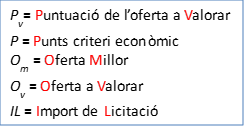 Pv = Puntuació de l'oferta a Valorar
P = Punts criteri econòmic
Om = Oferta Millor
Ov = Oferta a Valorar
IL = Import de Licitació